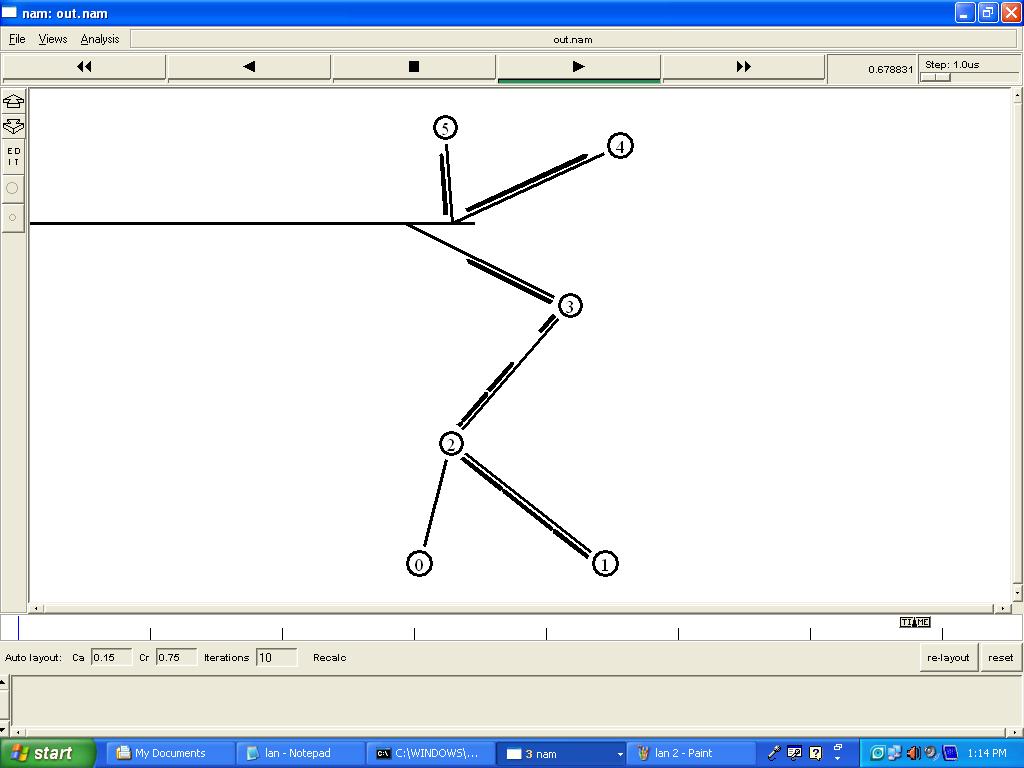 nam: out.nam
File Views Analysis out.nam
0.678831 Step: 1.0us
ED
IT
5
4
3
2
0
1
TIME
Auto layout: Ca 0.15 Cr 0.75 Iterations 10 Recalc re-layout reset
start My Documents lan - Notepad C:\WINDOWS\... 3 nam lan 2 - Paint 1:14 PM